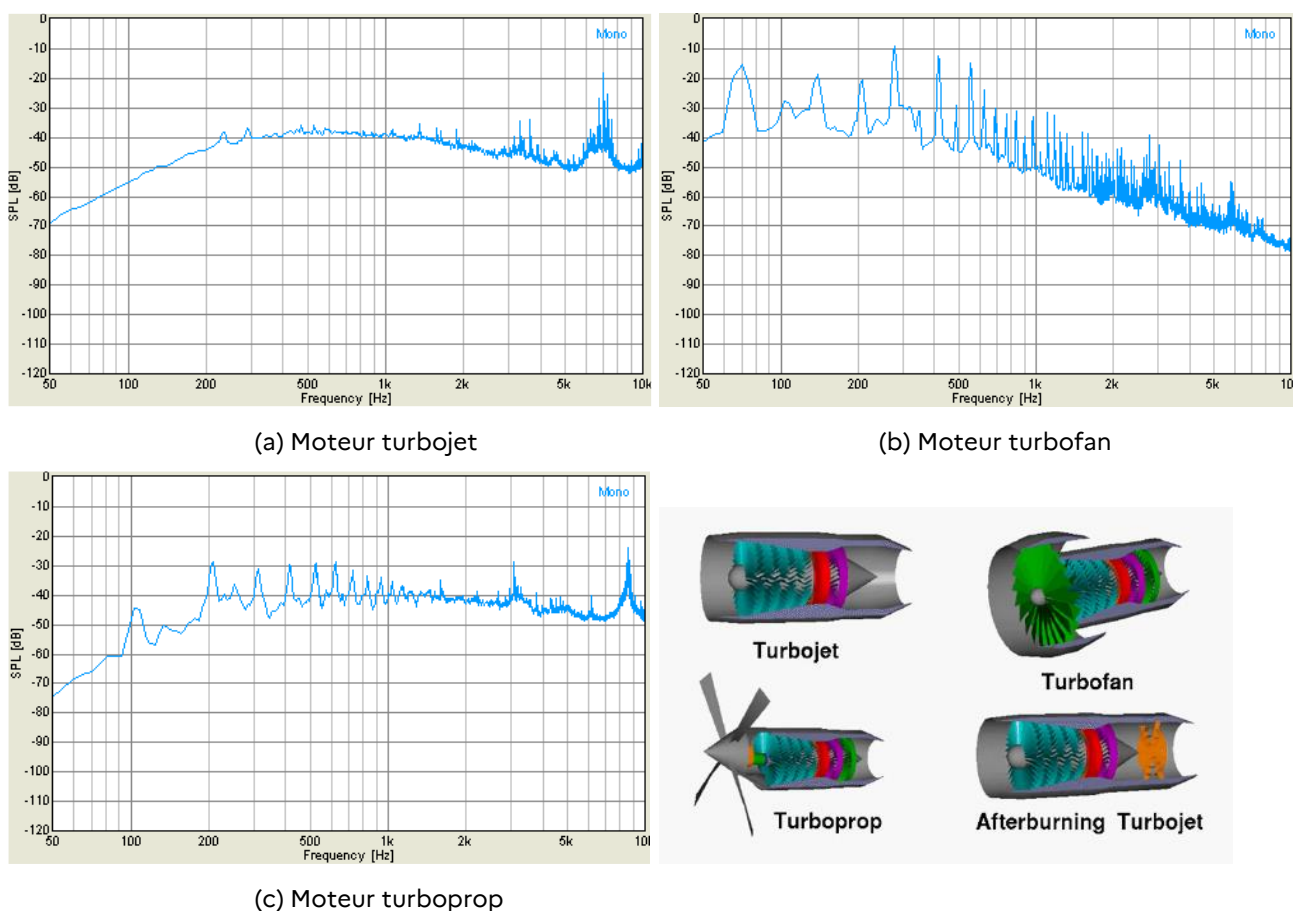 0
-10
-20
-30
-40
-50
-60
-70
-80
-90
-100
-110
-120
SPL [dB]
Mono
50 100 200 500 1k 2k 5k 10k
Frequency [Hz]
(a) Moteur turbojet
0
-10
-20
-30
-40
-50
-60
-70
-80
-90
-100
-110
-120
SPL [dB]
Mono
50 100 200 500 1k 2k 5k 10
Frequency [Hz]
(b) Moteur turbofan
0
-10
-20
-30
-40
-50
-60
-70
-80
-90
-100
-110
-120
SPL [dB]
Mono
50 100 200 500 1k 2k 5k 10
Frequency [Hz]
(c) Moteur turboprop
Turbojet
Turbofan
Turboprop
Afterburning Turbojet